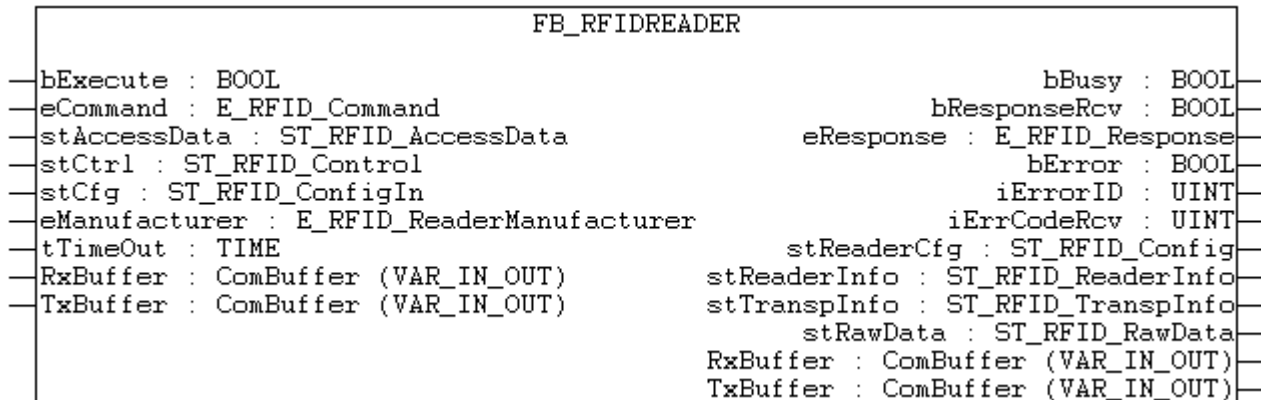 FB_RFIDREADER
bExecute : BOOL bBusy : BOOL
eCommand : E_RFID_Command bResponseRcv : BOOL
stAccessData : ST_RFID_AccessData eResponse : E_RFID_Response
stCtrl : ST_RFID_Control bError : BOOL
stCfg : ST_RFID_ConfigIn iErrorID : UINT
eManufacturer : E_RFID_ReaderManufacturer iErrCodeRcv : UINT
tTimeOut : TIME stReaderCfg : ST_RFID_Config
RxBuffer : ComBuffer (VAR_IN_OUT) stReaderInfo : ST_RFID_ReaderInfo
TxBuffer : ComBuffer (VAR_IN_OUT) stTranspInfo : ST_RFID_TranspInfo
stRawData : ST_RFID_RawData
RxBuffer : ComBuffer (VAR_IN_OUT)
TxBuffer : ComBuffer (VAR_IN_OUT)